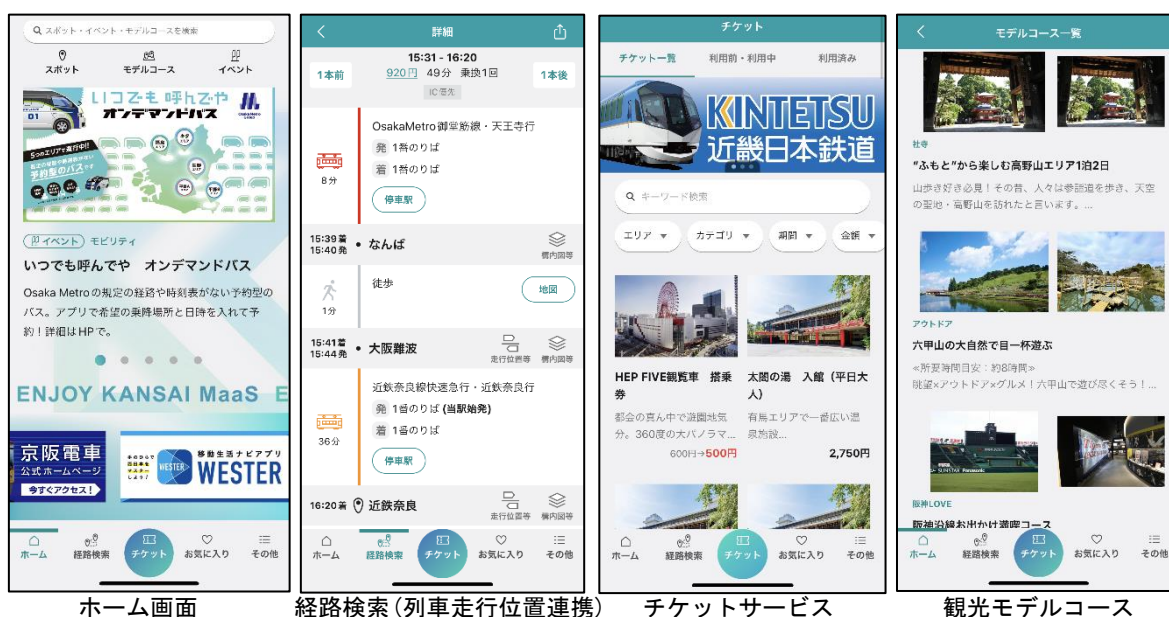 スポット・イベント・モデルコースを検索
スポット
モデルコース
イベント
いつでも呼んでや
オンデマンドバス
Osaka Metro
5つのエリアで運行中!!
予約型のバスです
イベント モビリティ
いつでも呼んでや オンデマンドバス
Osaka Metroの規定の経路や時刻表がない予約型の
バス。アプリで希望の乗降場所と日時を入れて予
約！詳細はHPで。
ENJOY KANSAI MaaS E
京阪電車
公式ホームページ
今すぐアクセス！
WESTER
移動生活ナビアプリ
WESTER
ホーム
経路検索
チケット
お気に入り
その他
ホーム画面
詳細
1本前
15:31 - 16:20
920円 49分 乗換1回
IC優先
1本後
8分
OsakaMetro御堂筋線・天王寺行
発 1番のりば
着 1番のりば
停車駅
15:39着
15:40発
なんば
構内図等
1分
徒歩
地図
15:41着
15:44発
大阪難波
走行位置等
構内図等
36分
近鉄奈良線快速急行・近鉄奈良行
発 1番のりば (当駅始発)
着 1番のりば
停車駅
16:20着
近鉄奈良
走行位置等
構内図等
ホーム
経路検索
チケット
お気に入り
その他
経路検索(列車走行位置連携)
チケット
チケット一覧
利用前・利用中
利用済み
KINTETSU
近畿日本鉄道
キーワード検索
エリア
カテゴリ
期間
金額
HEP FIVE観覧車 搭乗
券
都会の真ん中で遊園地気
分。360度の大パノラマ...
600円→500円
太閤の湯 入館（平日大
人）
有馬エリアで一番広い温
泉施設...
2,750円
ホーム
経路検索
チケット
お気に入り
その他
チケットサービス
モデルコース一覧
社寺
“ふもと”から楽しむ高野山エリア1泊2日
山歩き好き必見！その昔、人々は参詣道を歩き、天空
の聖地・高野山を訪れたと言います。...
アウトドア
六甲山の大自然で目一杯遊ぶ
≪所要時間目安：約8時間≫
眺望×アウトドア×グルメ！六甲山で遊び尽くそう！...
Panasonic
阪神LOVE
阪神沿線お出かけ満喫コース
ホーム
経路検索
チケット
お気に入り
その他
観光モデルコース